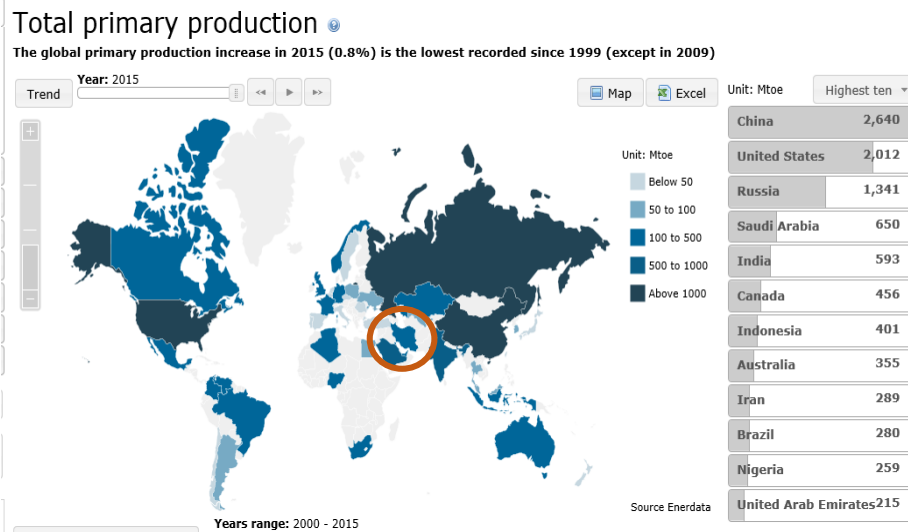 Total primary production
The global primary production increase in 2015 (0.8%) is the lowest recorded since 1999 (except in 2009)
Trend
Year: 2015
Map
Excel
Unit: Mtoe
Highest ten
Unit: Mtoe
Below 50
50 to 100
100 to 500
500 to 1000
Above 1000
China 2,640
United States 2,012
Russia 1,341
Saudi Arabia 650
India 593
Canada 456
Indonesia 401
Australia 355
Iran 289
Brazil 280
Nigeria 259
United Arab Emirates 215
Source Enerdata
Years range: 2000 - 2015